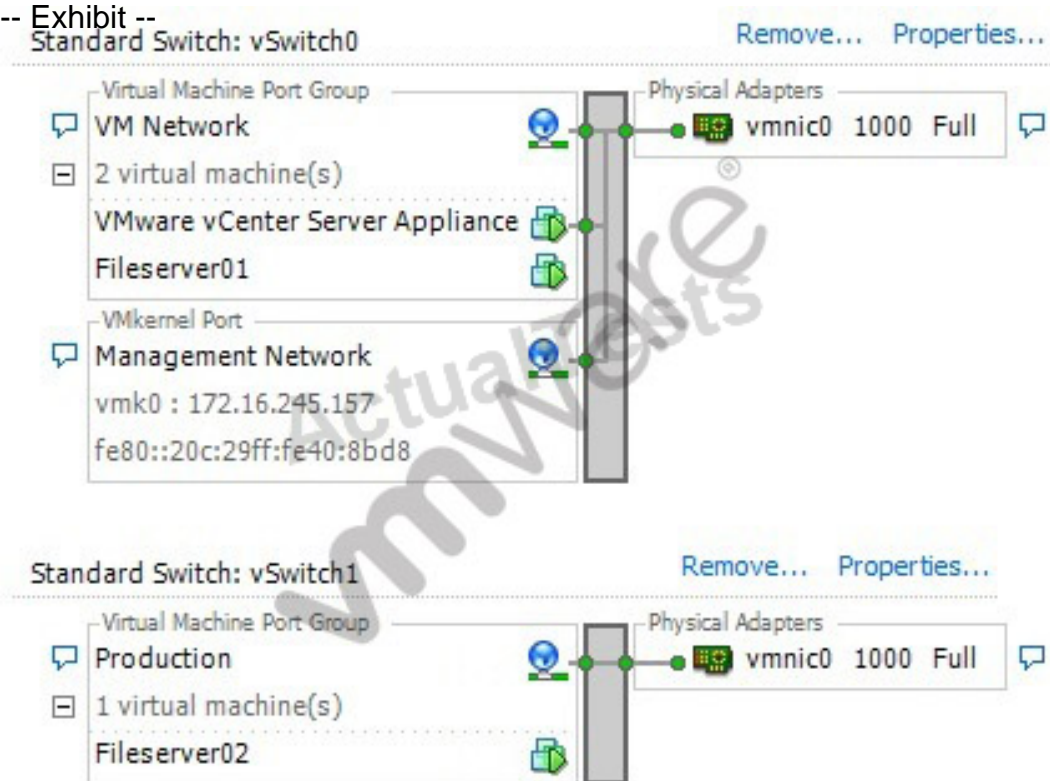 -- Exhibit --
Standard Switch: vSwitch0 Remove... Properties...
Virtual Machine Port Group Physical Adapters
VM Network vmnic0 1000 Full
2 virtual machine(s)
VMware vCenter Server Appliance
Fileserver01
VMkernel Port
Management Network
vmk0 : 172.16.245.157
fe80::20c:29ff:fe40:8bd8
Standard Switch: vSwitch1 Remove... Properties...
Virtual Machine Port Group Physical Adapters
Production vmnic0 1000 Full
1 virtual machine(s)
Fileserver02
vmware®
ActualTests